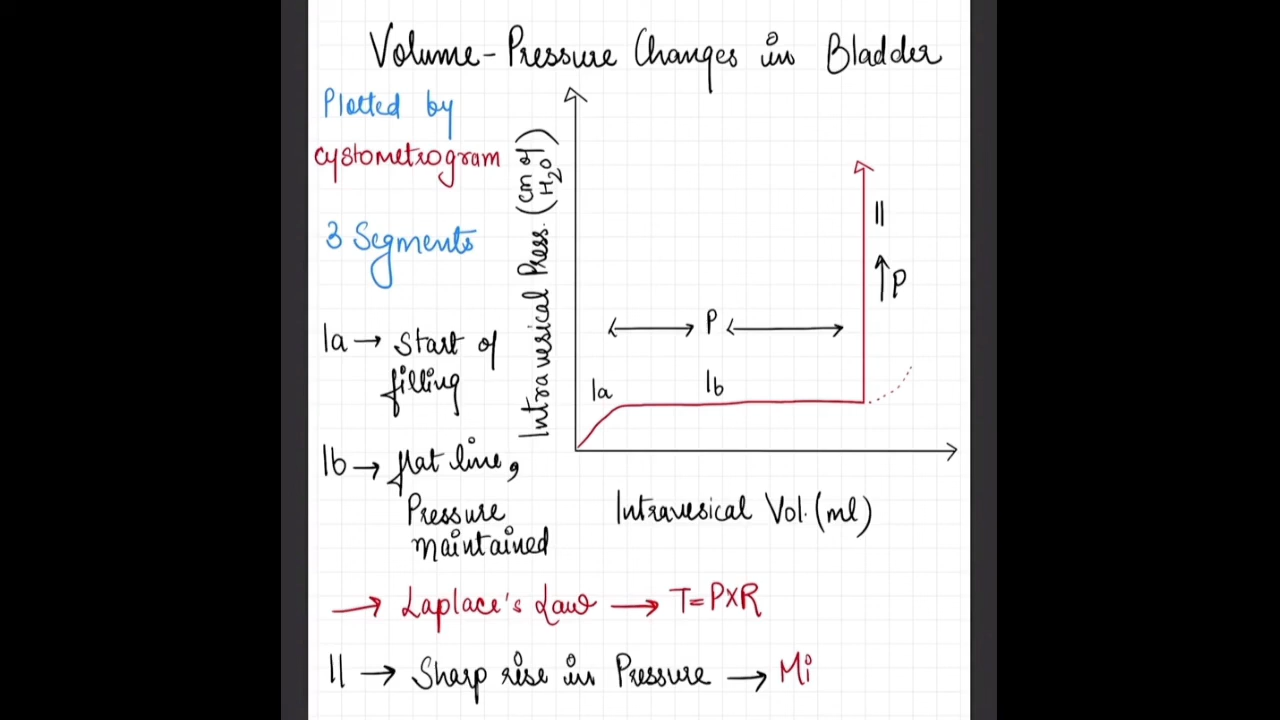 Volume-Pressure Changes in Bladder
Plotted by
cystometrogram
3 Segments
Ia → Start of
filling
Ib → flat line,
Pressure
maintained
→ Laplace's Law → T=PXR
II → Sharp rise in Pressure → Mi
Intravesical Press. (cm of
H2O)
II
↑P
P
Ia
Ib
Intravesical Vol. (ml)